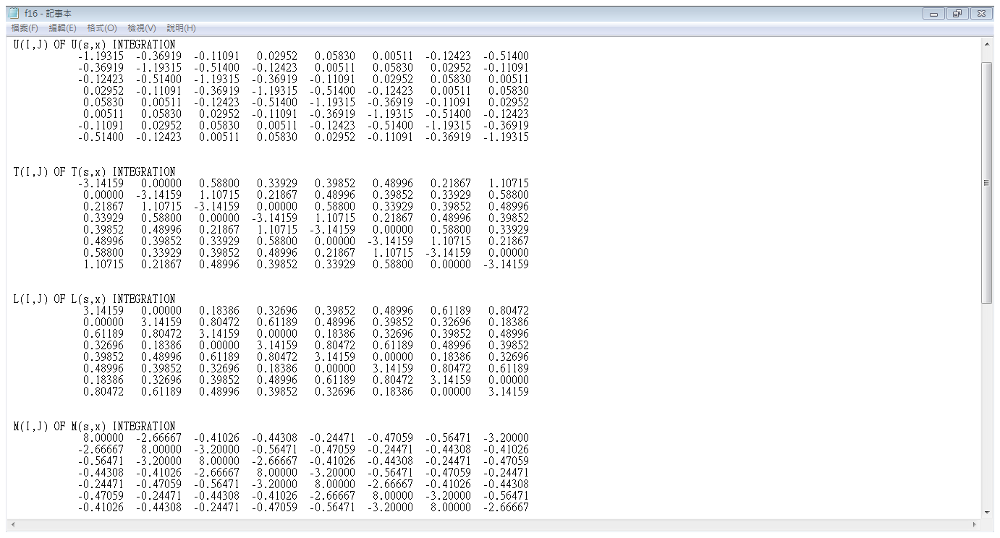 f16 - 記事本
檔案(F) 編輯(E) 格式(O) 檢視(V) 說明(H)
U(I,J) OF U(s,x) INTEGRATION
-1.19315 -0.36919 -0.11091 0.02952 0.05830 0.00511 -0.12423 -0.51400
-0.36919 -1.19315 -0.51400 -0.12423 0.00511 0.05830 0.02952 -0.11091
-0.12423 -0.51400 -1.19315 -0.36919 -0.11091 0.02952 0.05830 0.00511
0.02952 -0.11091 -0.36919 -1.19315 -0.51400 -0.12423 0.00511 0.05830
0.05830 0.00511 -0.12423 -0.51400 -1.19315 -0.36919 -0.11091 0.02952
0.00511 0.05830 0.02952 -0.11091 -0.36919 -1.19315 -0.51400 -0.12423
-0.11091 0.02952 0.05830 0.00511 -0.12423 -0.51400 -1.19315 -0.36919
-0.51400 -0.12423 0.00511 0.05830 0.02952 -0.11091 -0.36919 -1.19315
T(I,J) OF T(s,x) INTEGRATION
-3.14159 0.00000 0.58800 0.33929 0.39852 0.48996 0.21867 1.10715
0.00000 -3.14159 1.10715 0.21867 0.48996 0.39852 0.33929 0.58800
0.21867 1.10715 -3.14159 0.00000 0.58800 0.33929 0.39852 0.48996
0.33929 0.58800 0.00000 -3.14159 1.10715 0.21867 0.48996 0.39852
0.39852 0.48996 0.21867 1.10715 -3.14159 0.00000 0.58800 0.33929
0.48996 0.39852 0.33929 0.58800 0.00000 -3.14159 1.10715 0.21867
0.58800 0.33929 0.39852 0.48996 0.21867 1.10715 -3.14159 0.00000
1.10715 0.21867 0.48996 0.39852 0.33929 0.58800 0.00000 -3.14159
L(I,J) OF L(s,x) INTEGRATION
3.14159 0.00000 0.18386 0.32696 0.39852 0.48996 0.61189 0.80472
0.00000 3.14159 0.80472 0.61189 0.48996 0.39852 0.32696 0.18386
0.61189 0.80472 3.14159 0.00000 0.18386 0.32696 0.39852 0.48996
0.32696 0.18386 0.00000 3.14159 0.80472 0.61189 0.48996 0.39852
0.39852 0.48996 0.61189 0.80472 3.14159 0.00000 0.18386 0.32696
0.48996 0.39852 0.32696 0.18386 0.00000 3.14159 0.80472 0.61189
0.18386 0.32696 0.39852 0.48996 0.61189 0.80472 3.14159 0.00000
0.80472 0.61189 0.48996 0.39852 0.32696 0.18386 0.00000 3.14159
M(I,J) OF M(s,x) INTEGRATION
8.00000 -2.66667 -0.41026 -0.44308 -0.24471 -0.47059 -0.56471 -3.20000
-2.66667 8.00000 -3.20000 -0.56471 -0.47059 -0.24471 -0.44308 -0.41026
-0.56471 -3.20000 8.00000 -2.66667 -0.41026 -0.44308 -0.24471 -0.47059
-0.44308 -0.41026 -2.66667 8.00000 -3.20000 -0.56471 -0.47059 -0.24471
-0.24471 -0.47059 -0.56471 -3.20000 8.00000 -2.66667 -0.41026 -0.44308
-0.47059 -0.24471 -0.44308 -0.41026 -2.66667 8.00000 -3.20000 -0.56471
-0.41026 -0.44308 -0.24471 -0.47059 -0.56471 -3.20000 8.00000 -2.66667